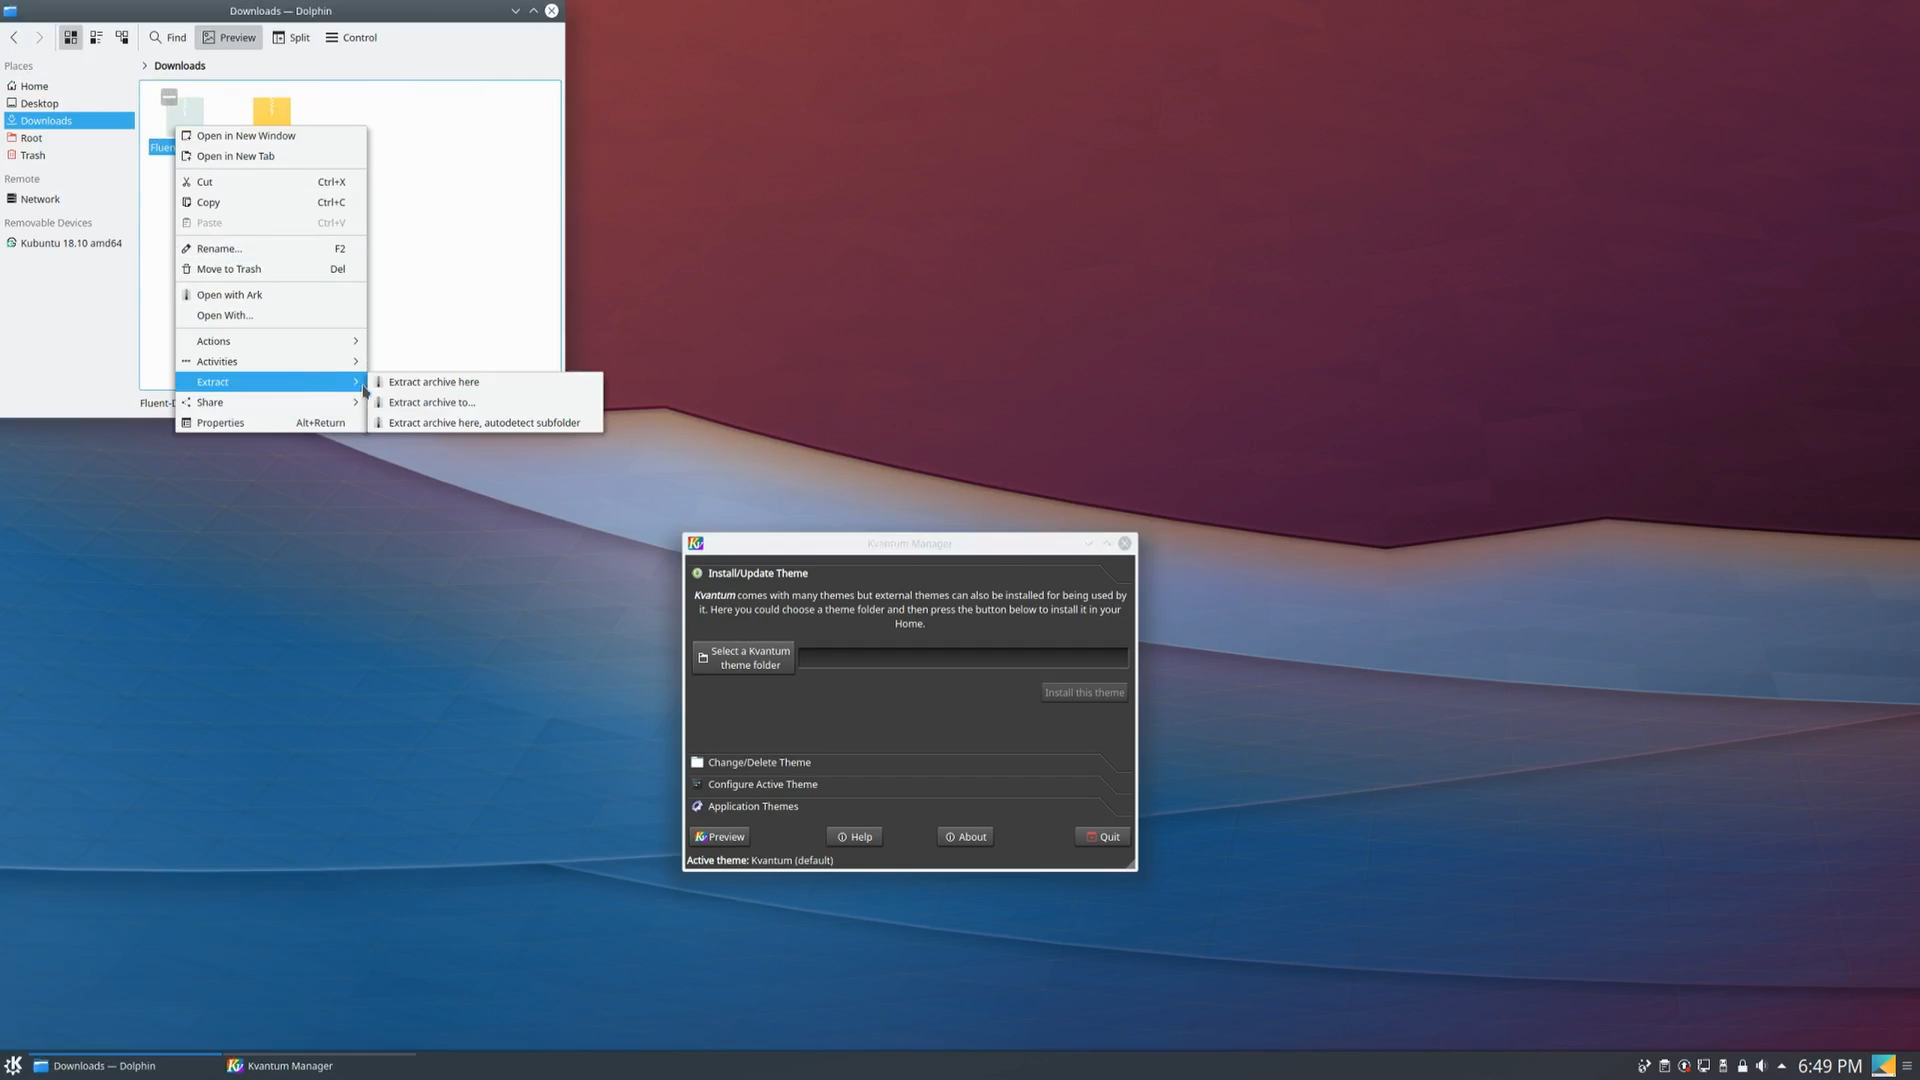 Downloads — Dolphin
Find
Preview
Split
Control
Places
Home
Desktop
Downloads
Root
Trash
Remote
Network
Removable Devices
Kubuntu 18.10 amd64
Downloads
Open in New Window
Open in New Tab
Cut Ctrl+X
Copy Ctrl+C
Paste Ctrl+V
Rename... F2
Move to Trash Del
Open with Ark
Open With...
Actions
Activities
Extract
Share
Properties Alt+Return
Extract archive here
Extract archive to...
Extract archive here, autodetect subfolder
Kvantum Manager
Install/Update Theme
Kvantum comes with many themes but external themes can also be installed for being used by
it. Here you could choose a theme folder and then press the button below to install it in your
Home.
Select a Kvantum
theme folder
Install this theme
Change/Delete Theme
Configure Active Theme
Application Themes
Preview
Help
About
Quit
Active theme: Kvantum (default)
Downloads — Dolphin
Kvantum Manager
6:49 PM